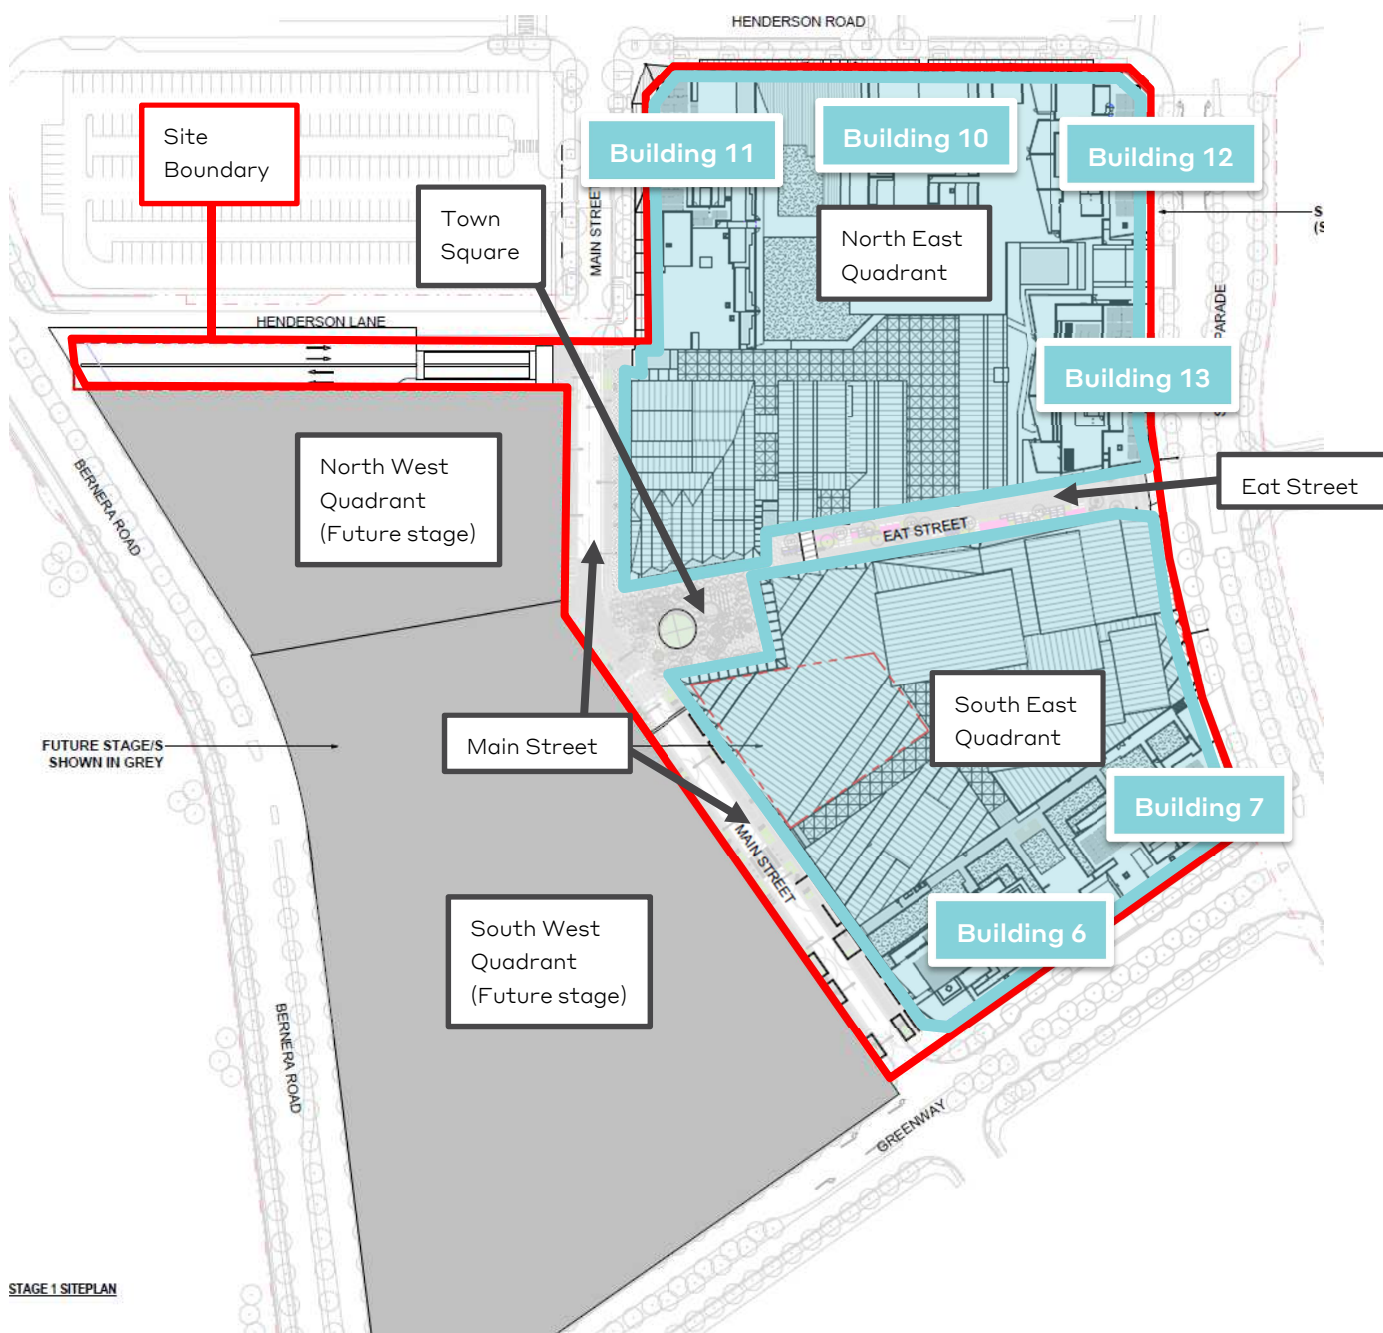 HENDERSON ROAD
Site
Boundary
Building 11
Building 10
Building 12
MAIN STREET
Town
Square
North East
Quadrant
S
(S
PARADE
HENDERSON LANE
Building 13
North West
Quadrant
(Future stage)
BERNERA ROAD
Eat Street
EAT STREET
South East
Quadrant
Main Street
FUTURE STAGE/S
SHOWN IN GREY
Building 7
MAIN STREET
Building 6
South West
Quadrant
(Future stage)
BERNERA ROAD
GREENWAY
STAGE 1 SITEPLAN